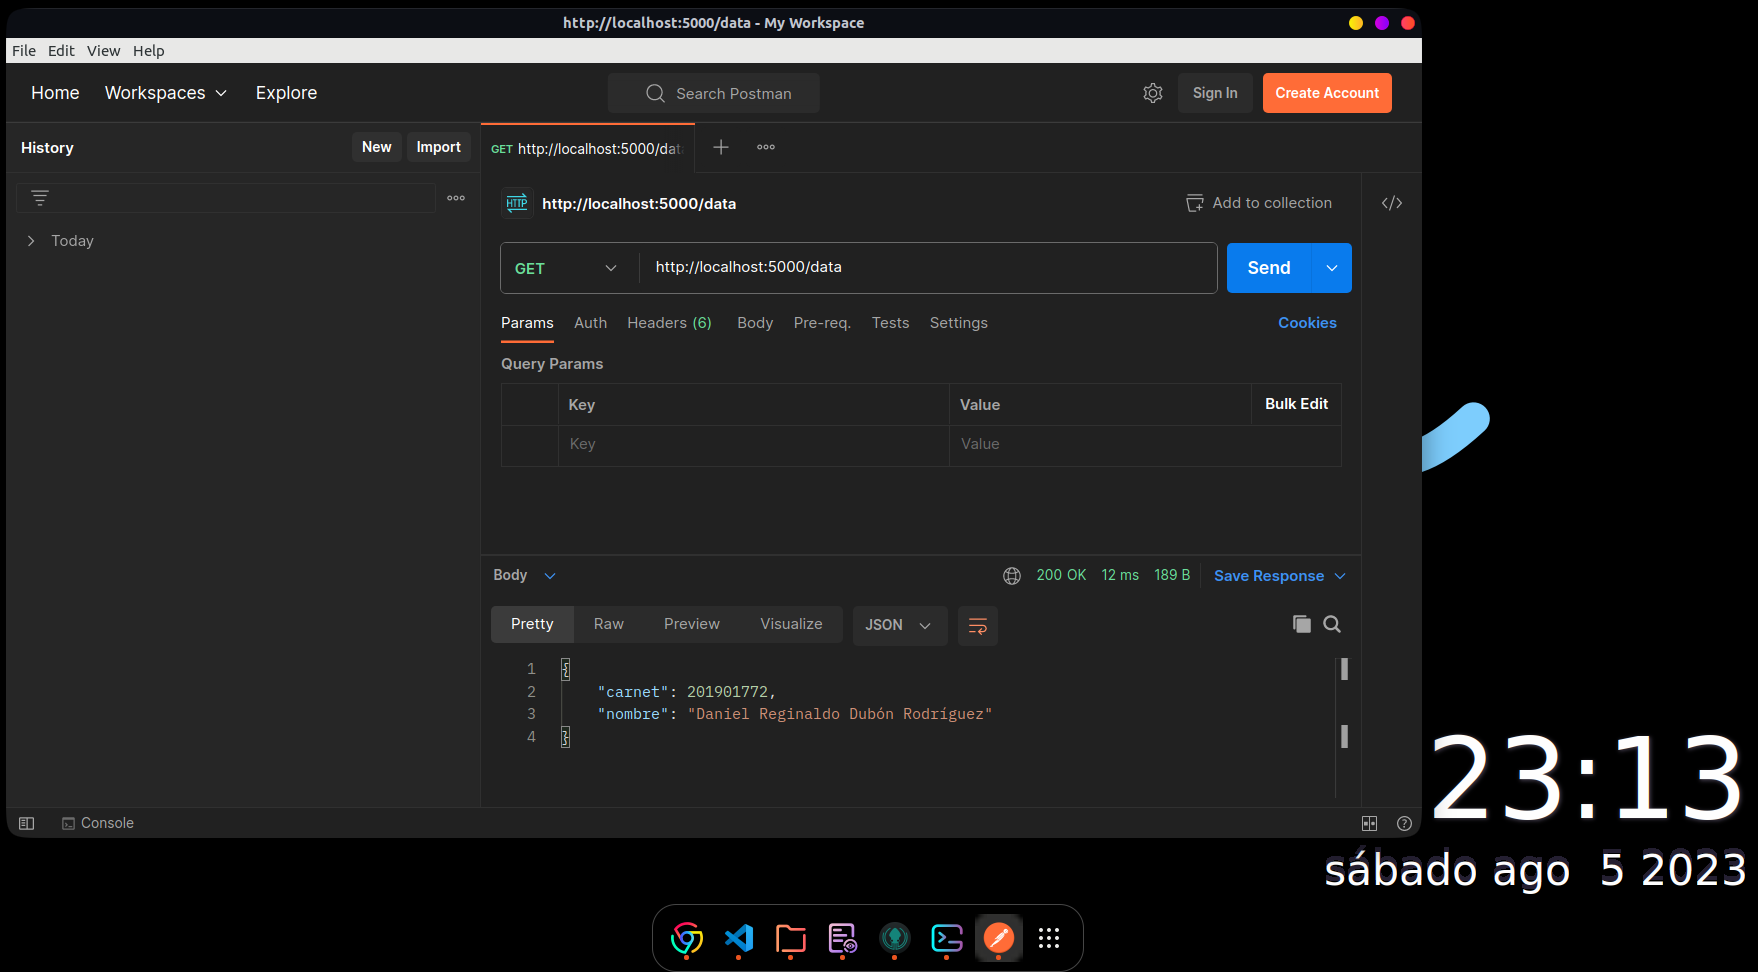 http://localhost:5000/data - My Workspace
File Edit View Help
Home Workspaces Explore Search Postman Sign In Create Account
History New Import
GET http://localhost:5000/dat
HTTP http://localhost:5000/data Add to collection </>
Today
GET http://localhost:5000/data Send
Params Auth Headers (6) Body Pre-req. Tests Settings Cookies
Query Params
Key Value Bulk Edit
Key Value
Body 200 OK 12 ms 189 B Save Response
Pretty Raw Preview Visualize JSON
1 {
2 "carnet": 201901772,
3 "nombre": "Daniel Reginaldo Dubón Rodríguez"
4 }
Console
23:13
sábado ago 5 2023